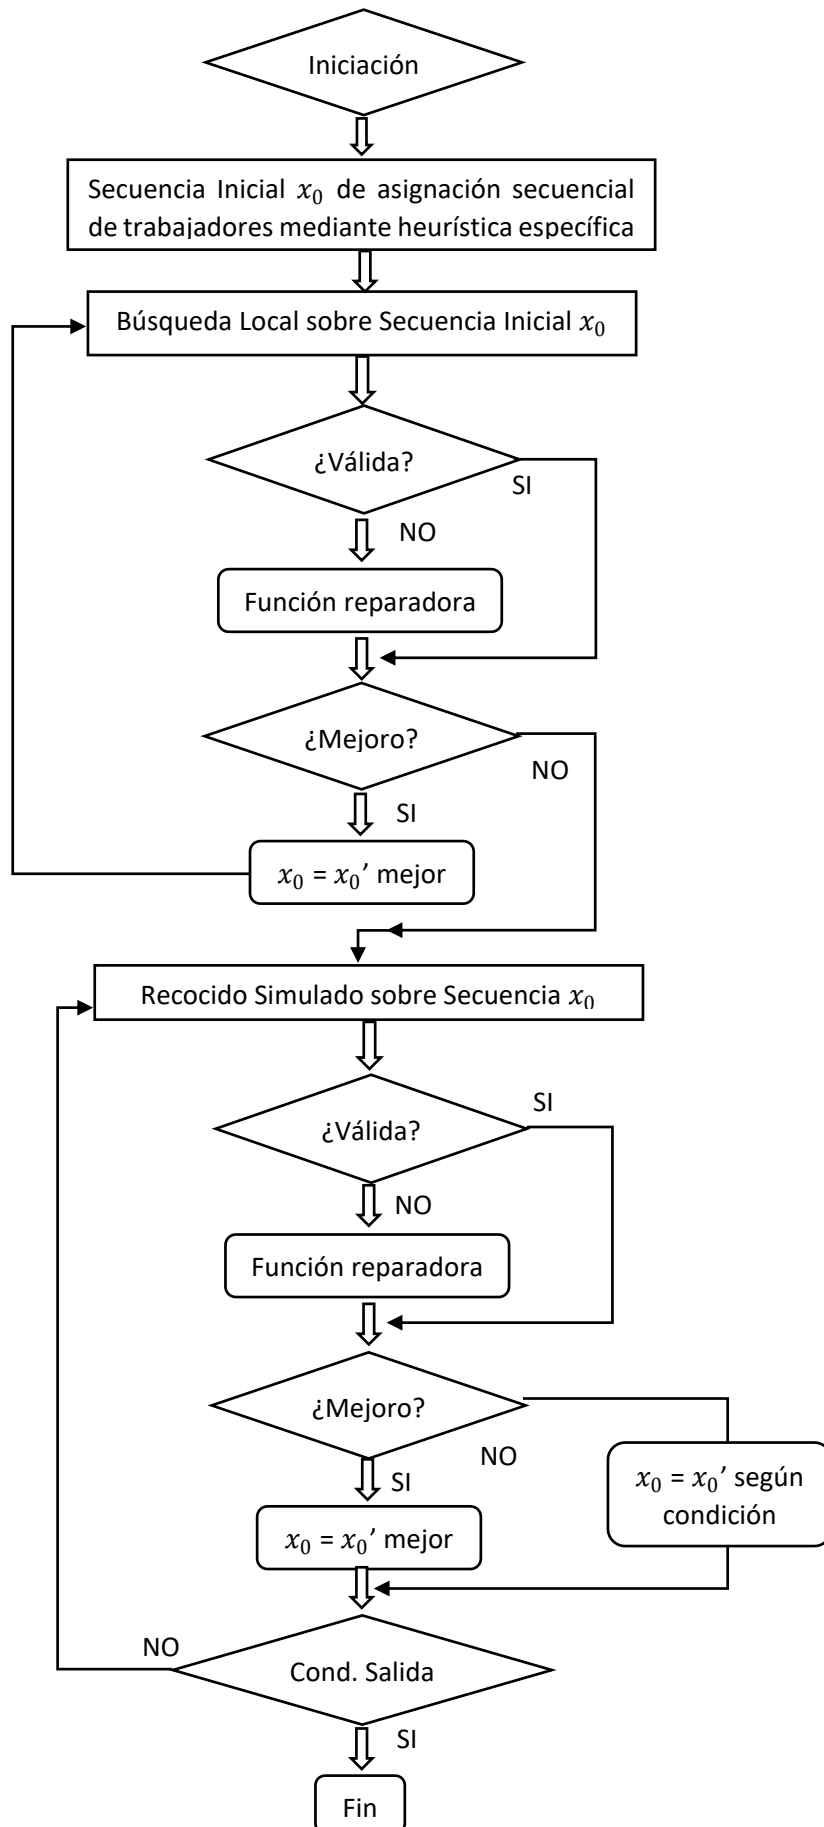 Iniciación
Secuencia Inicial x₀ de asignación secuencial
de trabajadores mediante heurística específica
Búsqueda Local sobre Secuencia Inicial x₀
¿Válida?
SI
NO
Función reparadora
¿Mejoro?
NO
SI
x₀ = x₀’ mejor
Recocido Simulado sobre Secuencia x₀
SI
¿Válida?
NO
Función reparadora
¿Mejoro?
NO
SI
x₀ = x₀’ según
condición
x₀ = x₀’ mejor
NO
Cond. Salida
SI
Fin